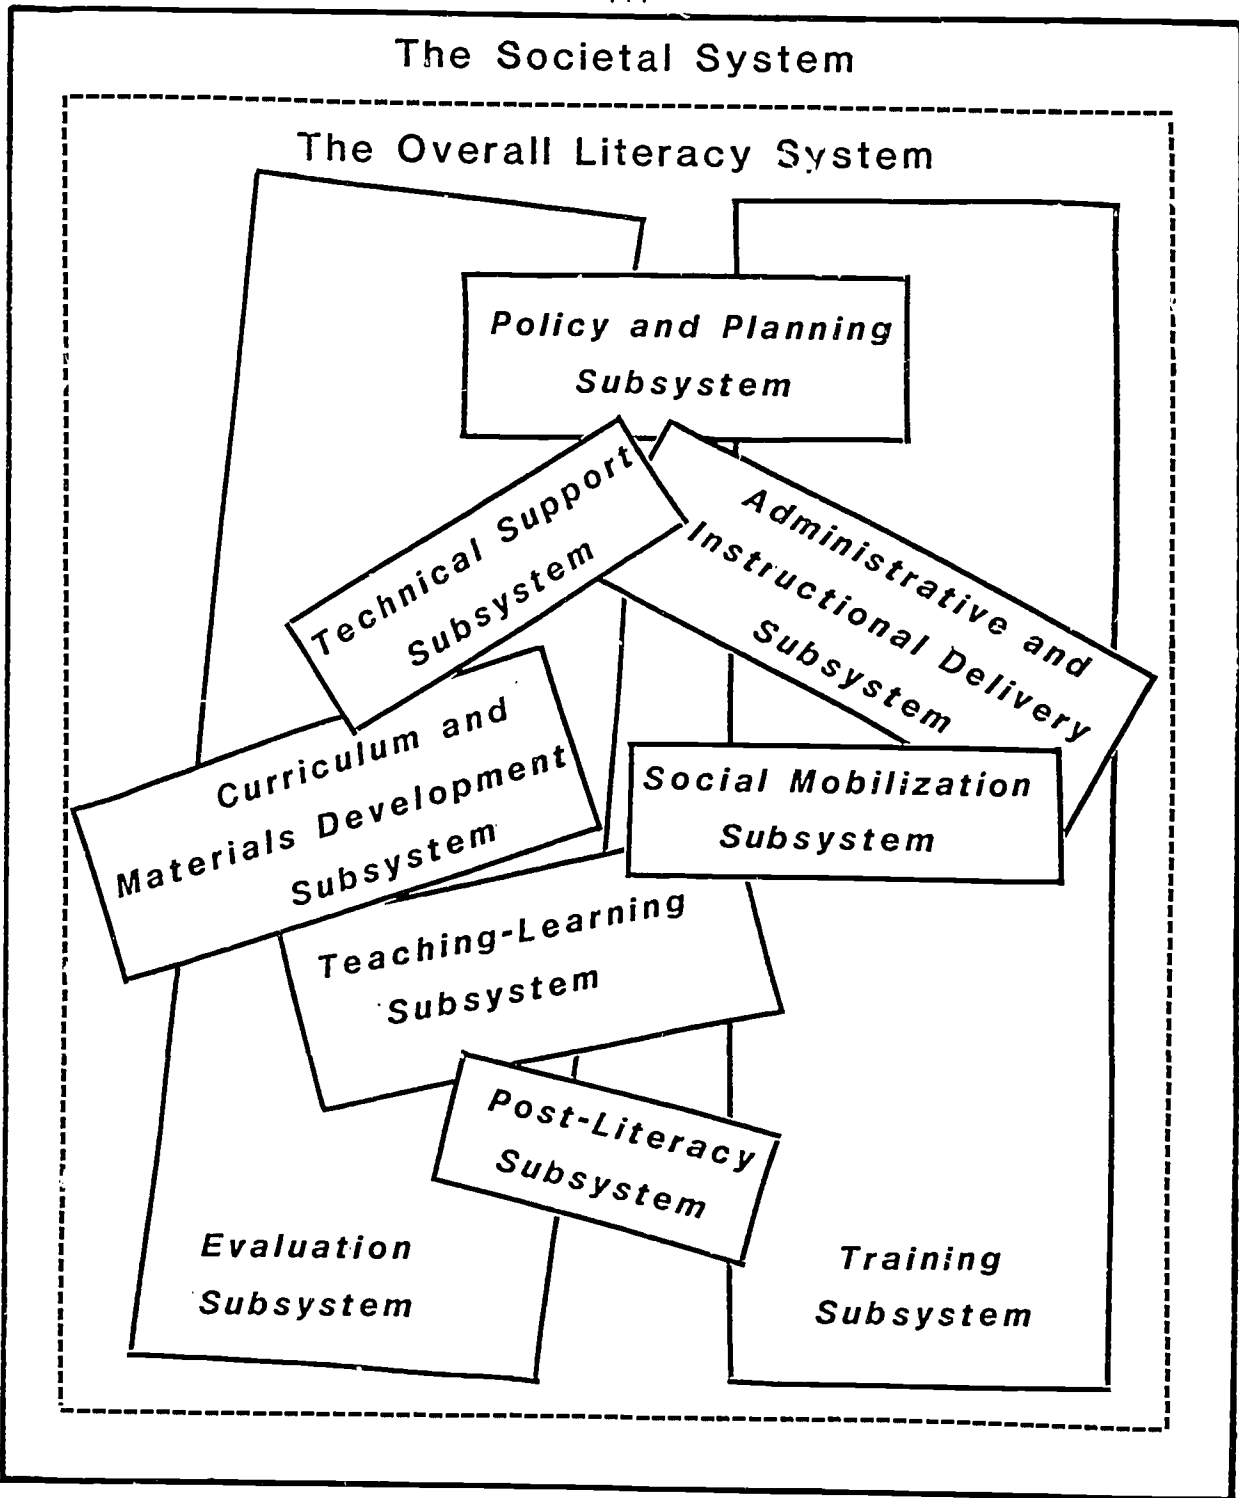 The Societal System
The Overall Literacy System
Policy and Planning
Subsystem
Technical Support
Subsystem
Administrative and
Instructional Delivery
Subsystem
Curriculum and
Materials Development
Subsystem
Social Mobilization
Subsystem
Teaching-Learning
Subsystem
Post-Literacy
Subsystem
Evaluation
Subsystem
Training
Subsystem